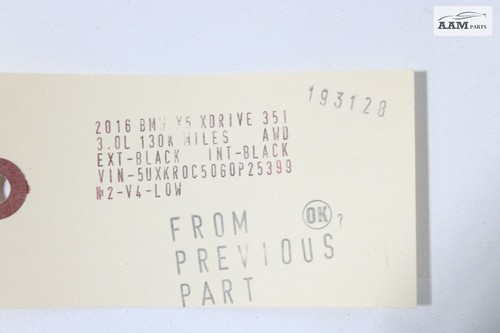 AAM PARTS
193128
2016 BMW X5 XDRIVE 35I
3.0L 130K MILES AWD
EXT-BLACK INT-BLACK
VIN-5UXKR0C50G0P25399
№2-V4-LOW
FROM OK ?
PREVIOUS
PART